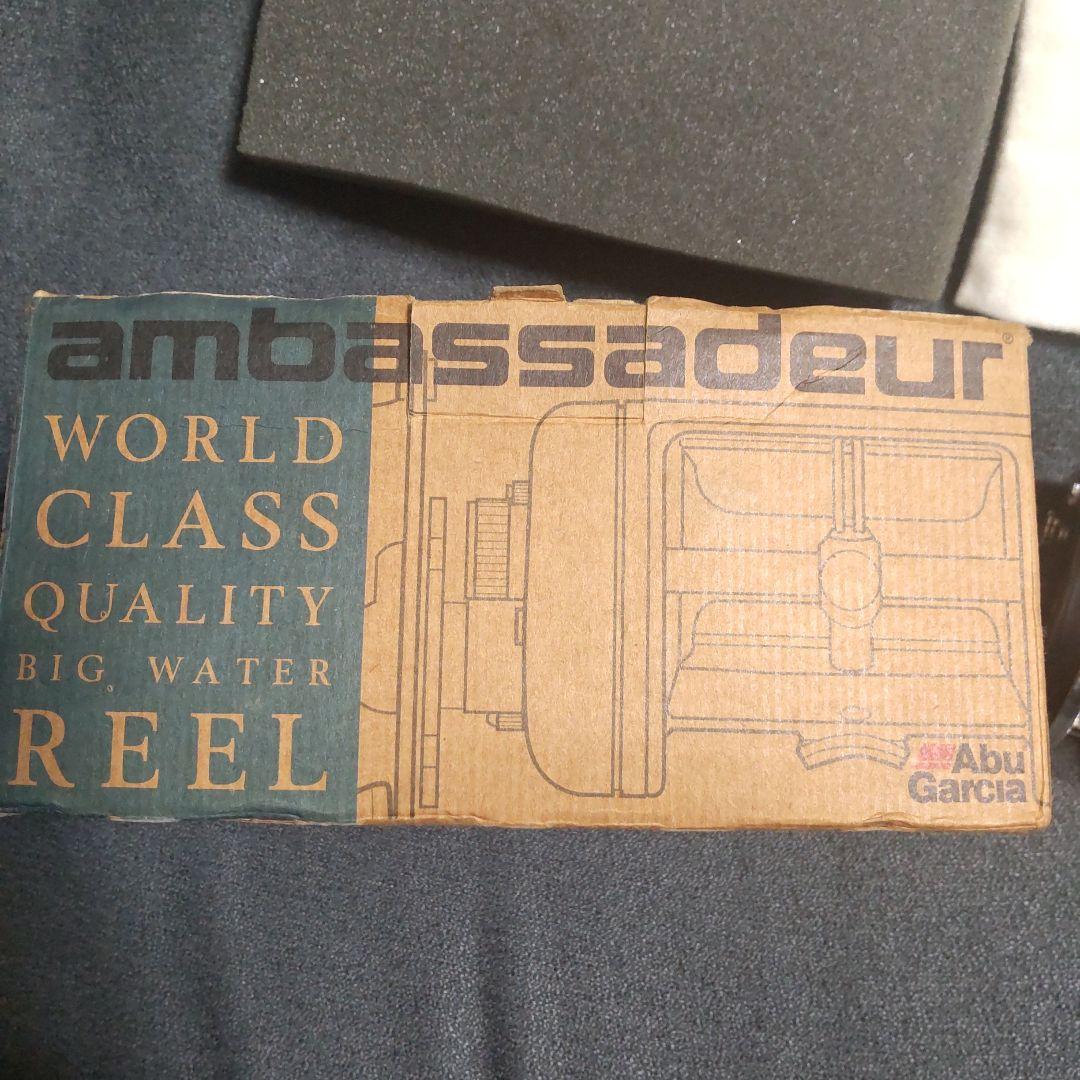 ambassadeur®
WORLD
CLASS
QUALITY
BIG WATER
REEL
Abu
Garcia